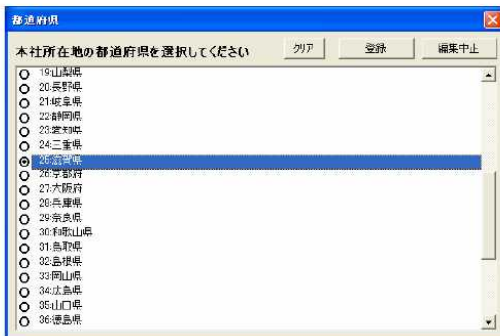 都道府県
本社所在地の都道府県を選択してください クリア 登録 編集中止
19:山梨県
20:長野県
21:岐阜県
22:静岡県
23:愛知県
24:三重県
25:滋賀県
26:京都府
27:大阪府
28:兵庫県
29:奈良県
30:和歌山県
31:鳥取県
32:島根県
33:岡山県
34:広島県
35:山口県
36:徳島県